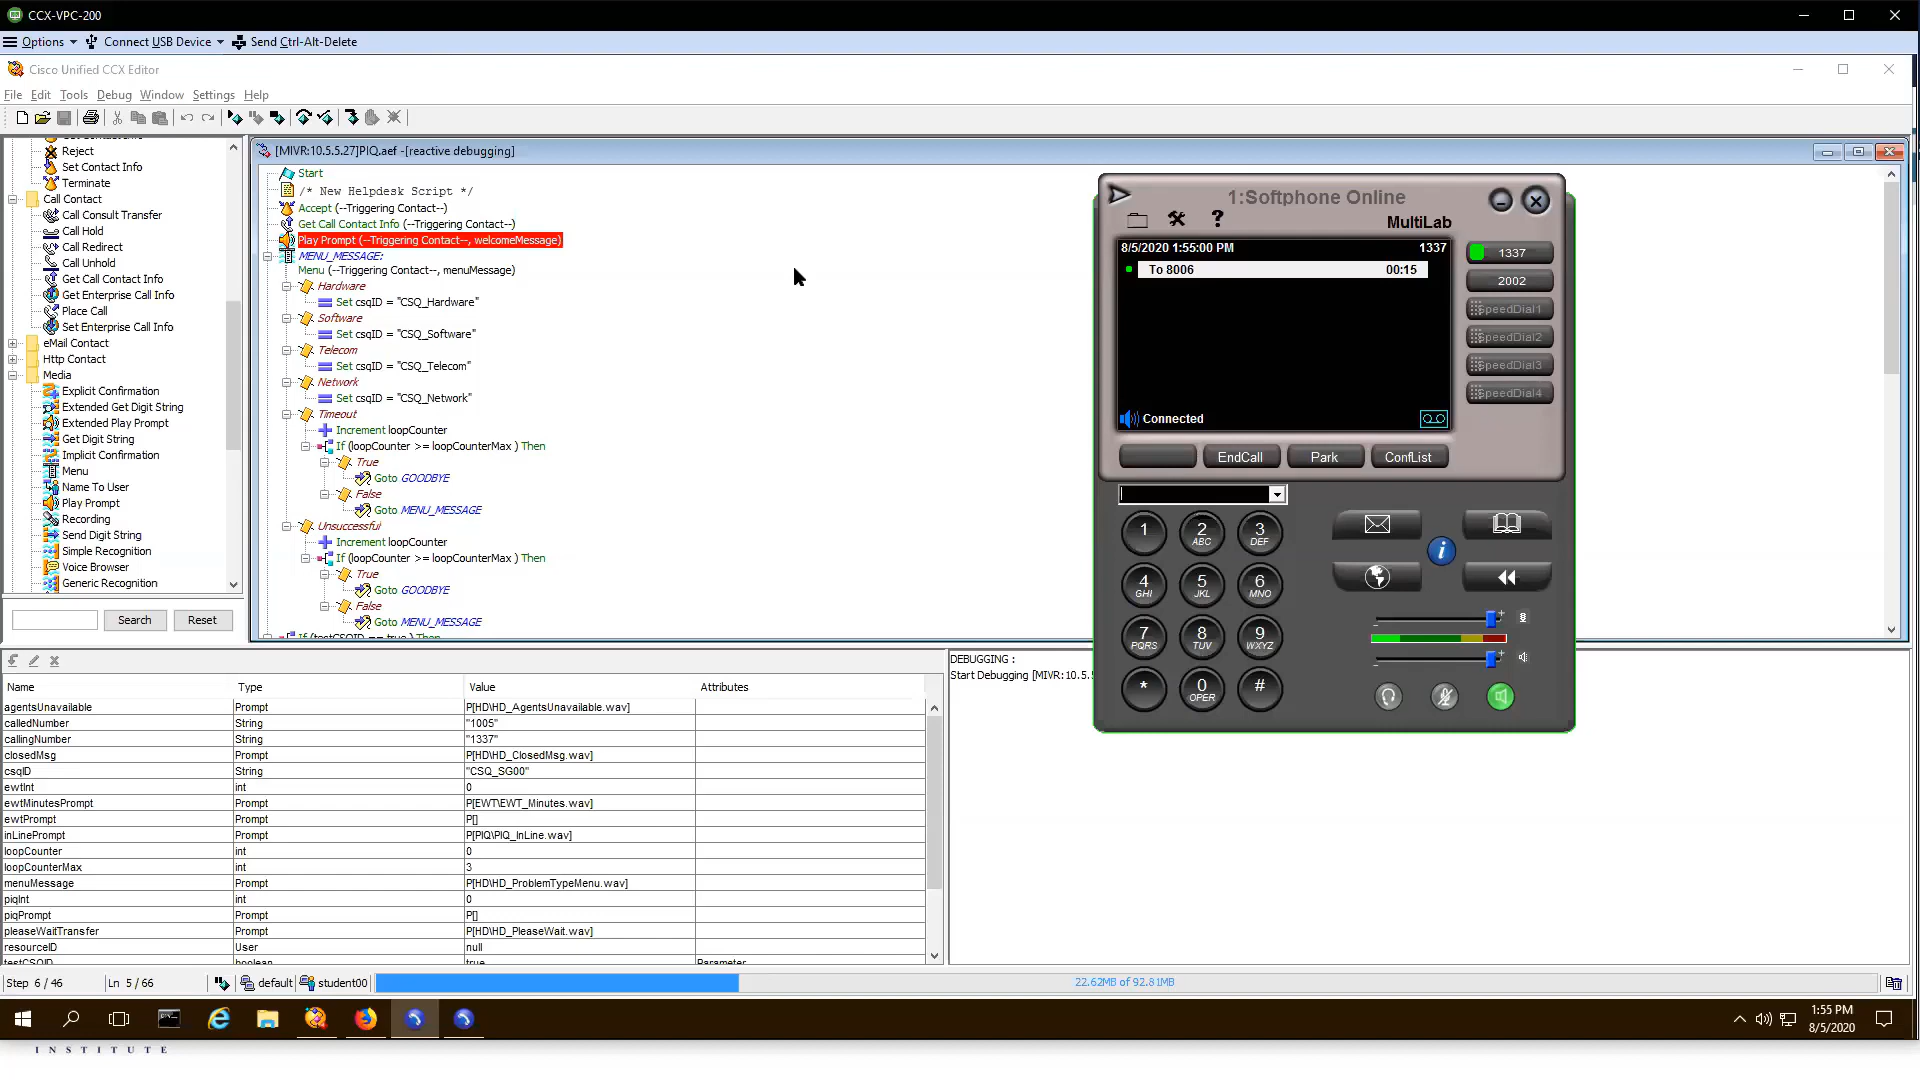 CCX-VPC-200
Options Connect USB Device Send Ctrl-Alt-Delete
Cisco Unified CCX Editor
File Edit Tools Debug Window Settings Help
Reject
Set Contact Info
Terminate
Call Contact
Call Consult Transfer
Call Hold
Call Redirect
Call Unhold
Get Call Contact Info
Get Enterprise Call Info
Place Call
Set Enterprise Call Info
eMail Contact
Http Contact
Media
Explicit Confirmation
Extended Get Digit String
Extended Play Prompt
Get Digit String
Implicit Confirmation
Menu
Name To User
Play Prompt
Recording
Send Digit String
Simple Recognition
Voice Browser
Generic Recognition
Search Reset
[MIVR:10.5.5.27]PIQ.aef -[reactive debugging]
Start
/* New Helpdesk Script */
Accept (--Triggering Contact--)
Get Call Contact Info (--Triggering Contact--)
Play Prompt (--Triggering Contact--, welcomeMessage)
MENU_MESSAGE:
Menu (--Triggering Contact--, menuMessage)
Hardware
Set csqID = "CSQ_Hardware"
Software
Set csqID = "CSQ_Software"
Telecom
Set csqID = "CSQ_Telecom"
Network
Set csqID = "CSQ_Network"
Timeout
Increment loopCounter
If (loopCounter >= loopCounterMax ) Then
True
Goto GOODBYE
False
Goto MENU_MESSAGE
Unsuccessful
Increment loopCounter
If (loopCounter >= loopCounterMax ) Then
True
Goto GOODBYE
False
Goto MENU_MESSAGE
If (testCSQID == true ) Then
1:Softphone Online
?
MultiLab
8/5/2020 1:55:00 PM 1337
To 8006 00:15
Connected
1337
2002
SpeedDial1
SpeedDial2
SpeedDial3
SpeedDial4
EndCall Park ConfList
1 2 ABC 3 DEF
4 GHI 5 JKL 6 MNO
7 PQRS 8 TUV 9 WXYZ
* 0 OPER #
i
Name Type Value Attributes
agentsUnavailable Prompt P[HD\HD_AgentsUnavailable.wav]
calledNumber String "1005"
callingNumber String "1337"
closedMsg Prompt P[HD\HD_ClosedMsg.wav]
csqID String "CSQ_SG00"
ewtInt int 0
ewtMinutesPrompt Prompt P[EWT\EWT_Minutes.wav]
ewtPrompt Prompt P[]
inLinePrompt Prompt P[PIQ\PIQ_InLine.wav]
loopCounter int 0
loopCounterMax int 3
menuMessage Prompt P[HD\HD_ProblemTypeMenu.wav]
piqInt int 0
piqPrompt Prompt P[]
pleaseWaitTransfer Prompt P[HD\HD_PleaseWait.wav]
resourceID User null
testCSQID boolean true Parameter
DEBUGGING :
Start Debugging [MIVR:10.5.
Step 6 / 46 Ln 5 / 66 default student00 22.62MB of 92.81MB
1:55 PM
8/5/2020
INSTITUTE